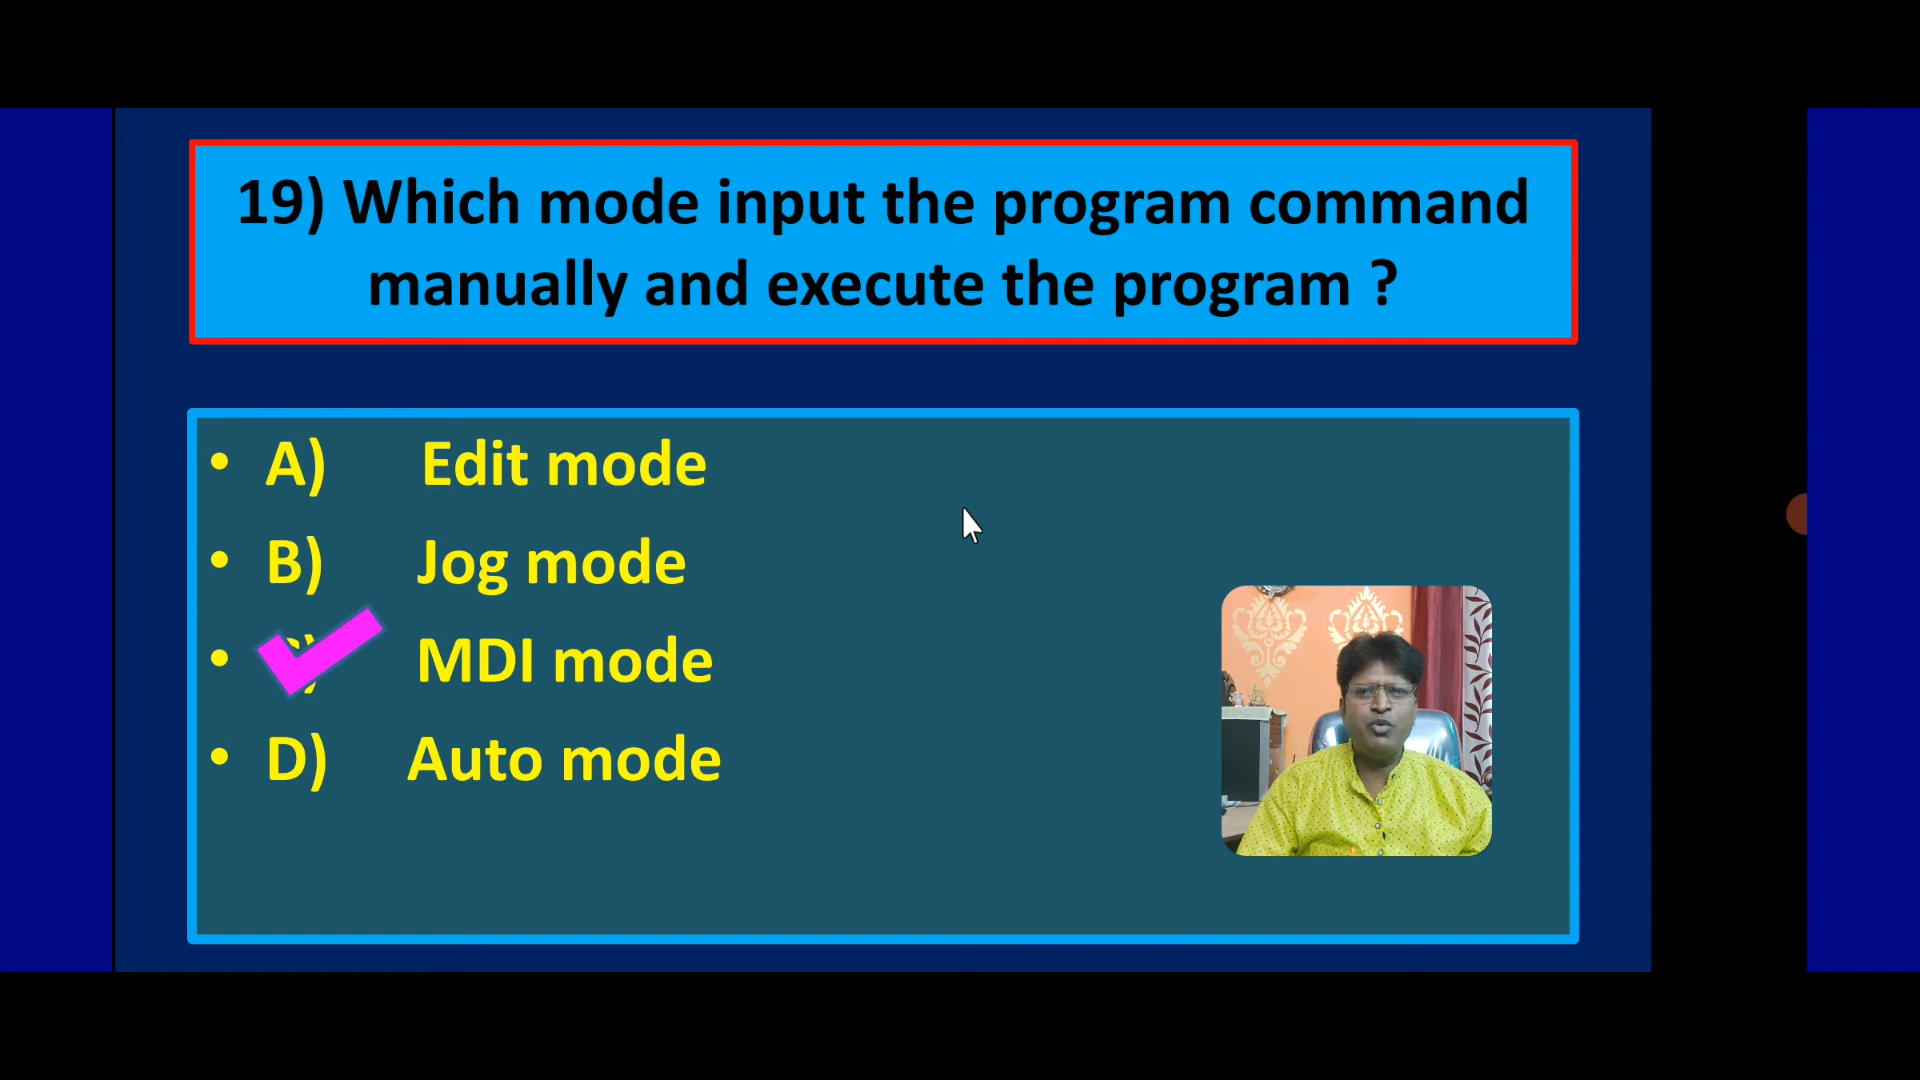 19) Which mode input the program command
manually and execute the program ?
• A) Edit mode
• B) Jog mode
• C) MDI mode
• D) Auto mode